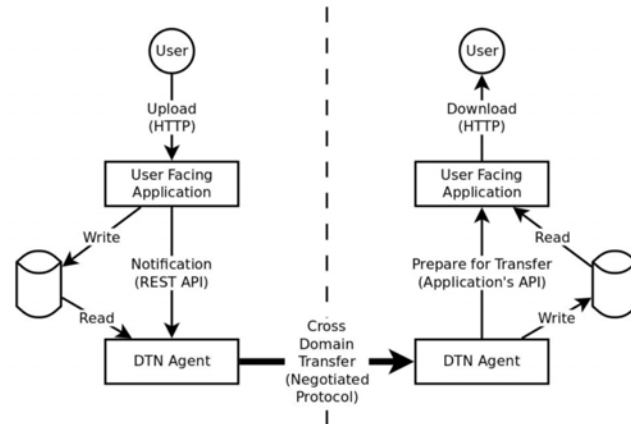 User
Upload
(HTTP)
User Facing
Application
Write
Notification
(REST API)
Read
DTN Agent
Cross
Domain
Transfer
(Negotiated
Protocol)
User
Download
(HTTP)
User Facing
Application
Read
Prepare for Transfer
(Application's API)
Write
DTN Agent